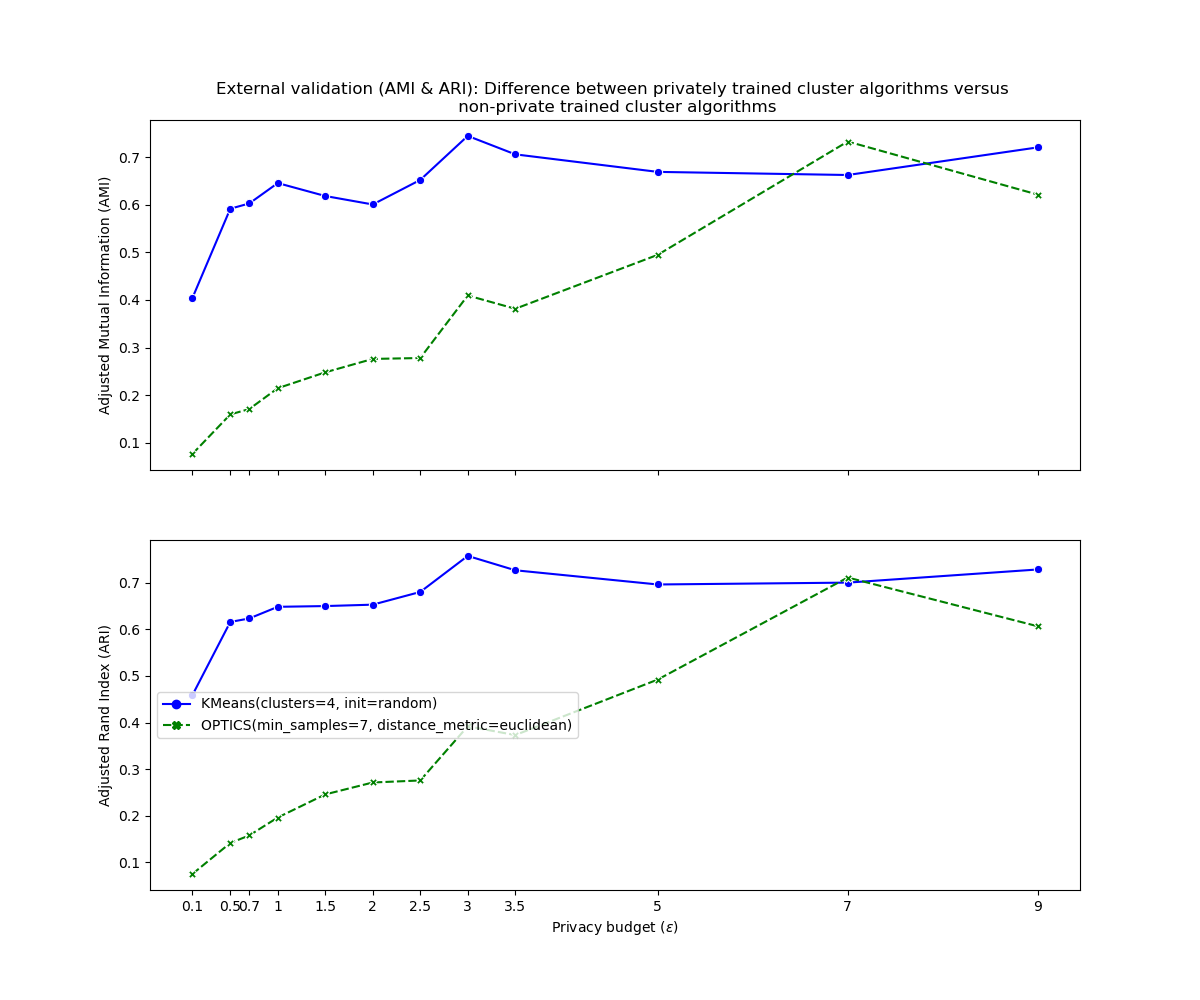 External validation (AMI & ARI): Difference between privately trained cluster algorithms versus
non-private trained cluster algorithms
Adjusted Mutual Information (AMI)
0.7
0.6
0.5
0.4
0.3
0.2
0.1
Adjusted Rand Index (ARI)
0.7
0.6
0.5
0.4
0.3
0.2
0.1
KMeans(clusters=4, init=random)
OPTICS(min_samples=7, distance_metric=euclidean)
0.1 0.5 0.7 1 1.5 2 2.5 3 3.5 5 7 9
Privacy budget (ε)